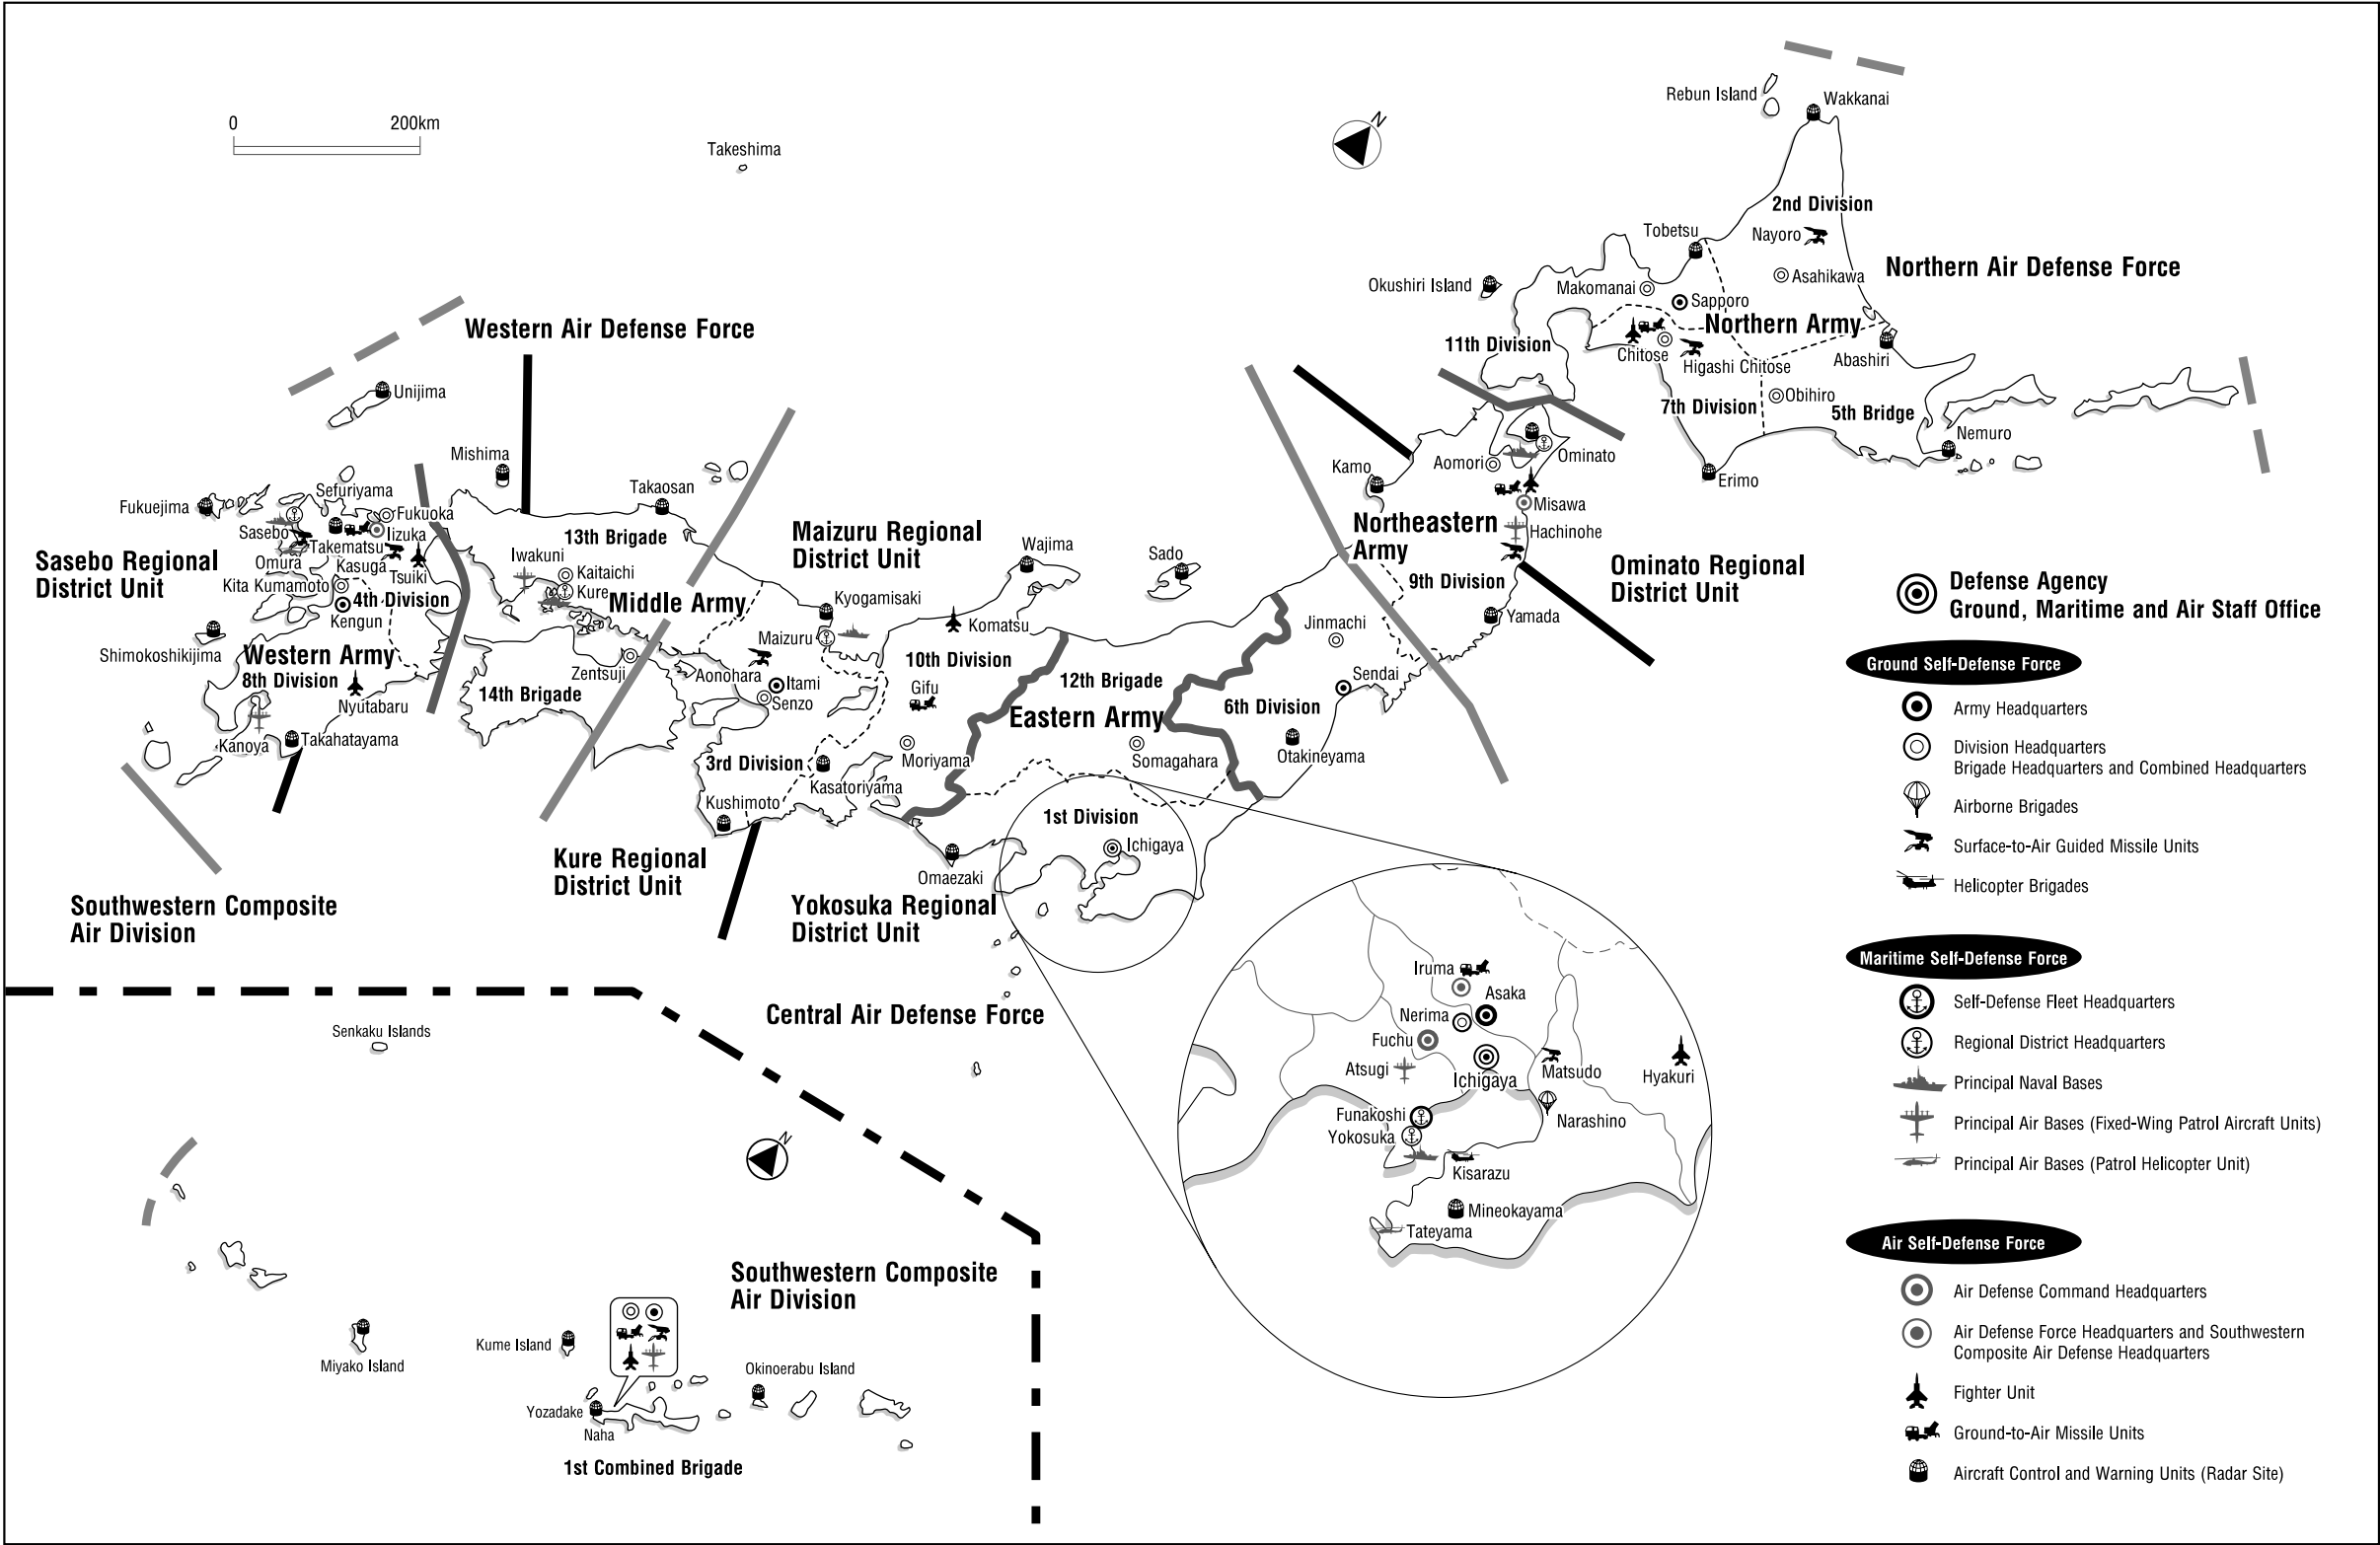 0
200km
Takeshima
N
Rebun Island
Wakkanai
2nd Division
Nayoro
Tobetsu
Asahikawa
Northern Air Defense Force
Okushiri Island
Makomanai
Sapporo
Northern Army
11th Division
Chitose
Higashi Chitose
Abashiri
7th Division
Obihiro
5th Bridge
Nemuro
Erimo
Western Air Defense Force
Unijima
Mishima
Takaosan
Fukuejima
Sefuriyama
Fukuoka
Sasebo
Iizuka
Takematsu
Omura
Kasuga
Tsuiki
Sasebo Regional
District Unit
Kita Kumamoto
4th Division
Kengun
Shimokoshikijima
Western Army
8th Division
Nyutabaru
Kanoya
Takahatayama
13th Brigade
Iwakuni
Kaitaichi
Kure
Middle Army
Zentsuji
14th Brigade
Maizuru Regional
District Unit
Wajima
Sado
Kyogamisaki
Maizuru
Komatsu
10th Division
Aonohara
Itami
Senzo
Gifu
3rd Division
Moriyama
Kasatoriyama
Kushimoto
12th Brigade
Eastern Army
Somagahara
6th Division
Otakineyama
Jinmachi
Sendai
Kamo
Aomori
Ominato
Misawa
Hachinohe
Northeastern
Army
9th Division
Yamada
Ominato Regional
District Unit
1st Division
Ichigaya
Omaezaki
Kure Regional
District Unit
Yokosuka Regional
District Unit
Central Air Defense Force
Southwestern Composite
Air Division
Senkaku Islands
N
Southwestern Composite
Air Division
Miyako Island
Kume Island
Okinoerabu Island
Yozadake
Naha
1st Combined Brigade
Iruma
Asaka
Nerima
Fuchu
Atsugi
Ichigaya
Matsudo
Hyakuri
Funakoshi
Yokosuka
Narashino
Kisarazu
Mineokayama
Tateyama
Defense Agency
Ground, Maritime and Air Staff Office
Ground Self-Defense Force
Army Headquarters
Division Headquarters
Brigade Headquarters and Combined Headquarters
Airborne Brigades
Surface-to-Air Guided Missile Units
Helicopter Brigades
Maritime Self-Defense Force
Self-Defense Fleet Headquarters
Regional District Headquarters
Principal Naval Bases
Principal Air Bases (Fixed-Wing Patrol Aircraft Units)
Principal Air Bases (Patrol Helicopter Unit)
Air Self-Defense Force
Air Defense Command Headquarters
Air Defense Force Headquarters and Southwestern
Composite Air Defense Headquarters
Fighter Unit
Ground-to-Air Missile Units
Aircraft Control and Warning Units (Radar Site)